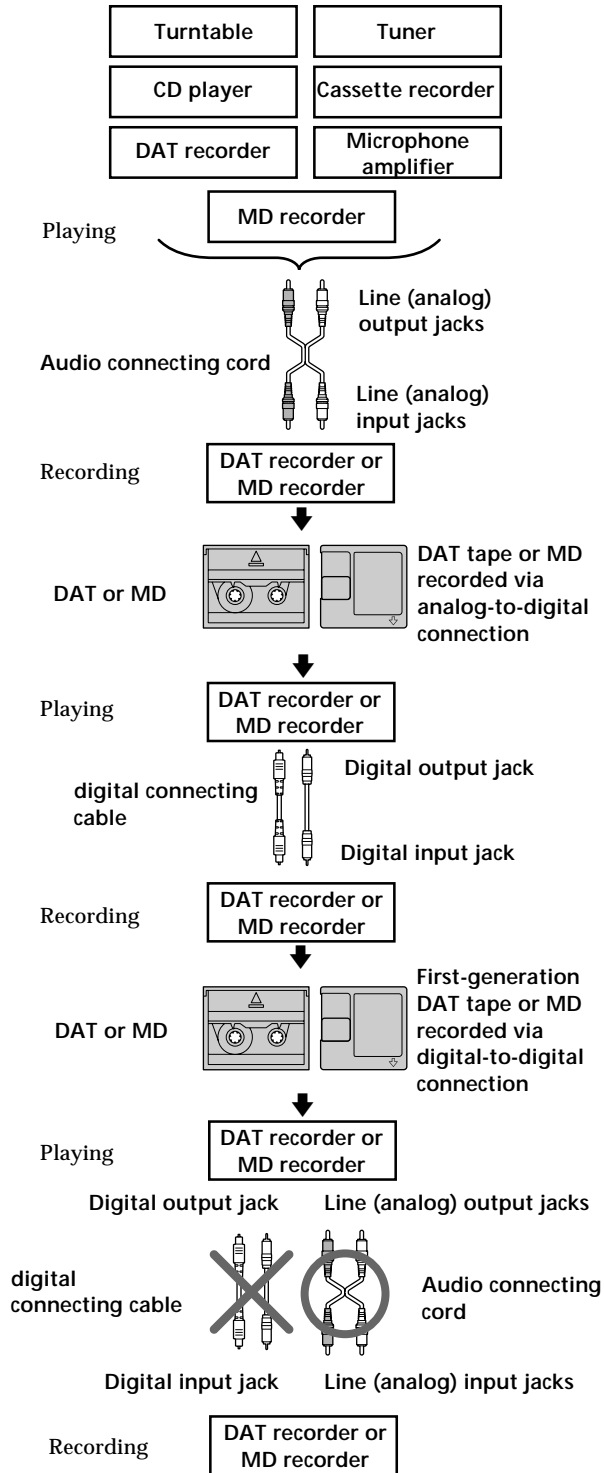 Turntable
Tuner
CD player
Cassette recorder
DAT recorder
Microphone
amplifier
MD recorder
Playing
Line (analog)
output jacks
Audio connecting cord
Line (analog)
input jacks
Recording
DAT recorder or
MD recorder
DAT or MD
DAT tape or MD
recorded via
analog-to-digital
connection
Playing
DAT recorder or
MD recorder
Digital output jack
digital connecting
cable
Digital input jack
Recording
DAT recorder or
MD recorder
DAT or MD
First-generation
DAT tape or MD
recorded via
digital-to-digital
connection
Playing
DAT recorder or
MD recorder
Digital output jack
Line (analog) output jacks
digital
connecting cable
Audio connecting
cord
Digital input jack
Line (analog) input jacks
Recording
DAT recorder or
MD recorder